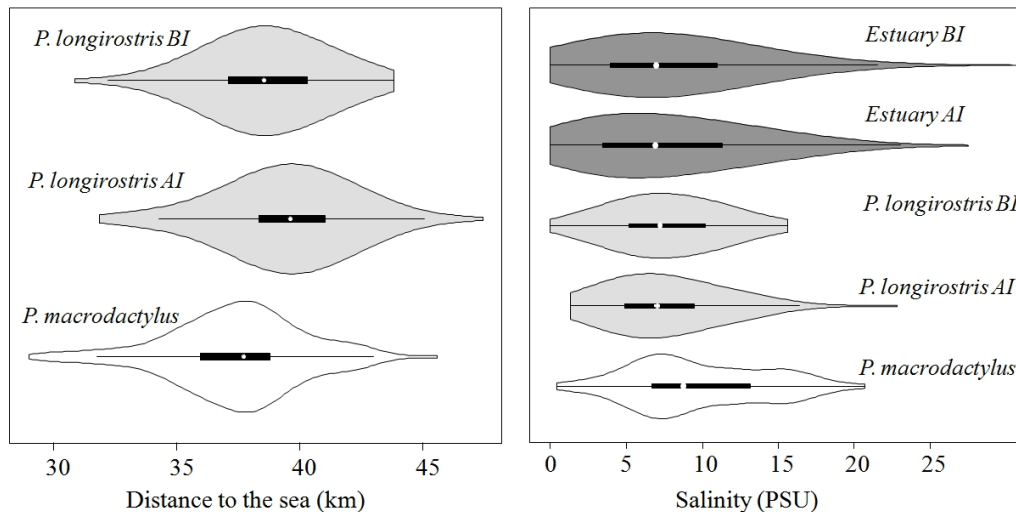 P. longirostris BI
P. longirostris AI
P. macrodactylus
30 35 40 45
Distance to the sea (km)
Estuary BI
Estuary AI
P. longirostris BI
P. longirostris AI
P. macrodactylus
0 5 10 15 20 25
Salinity (PSU)